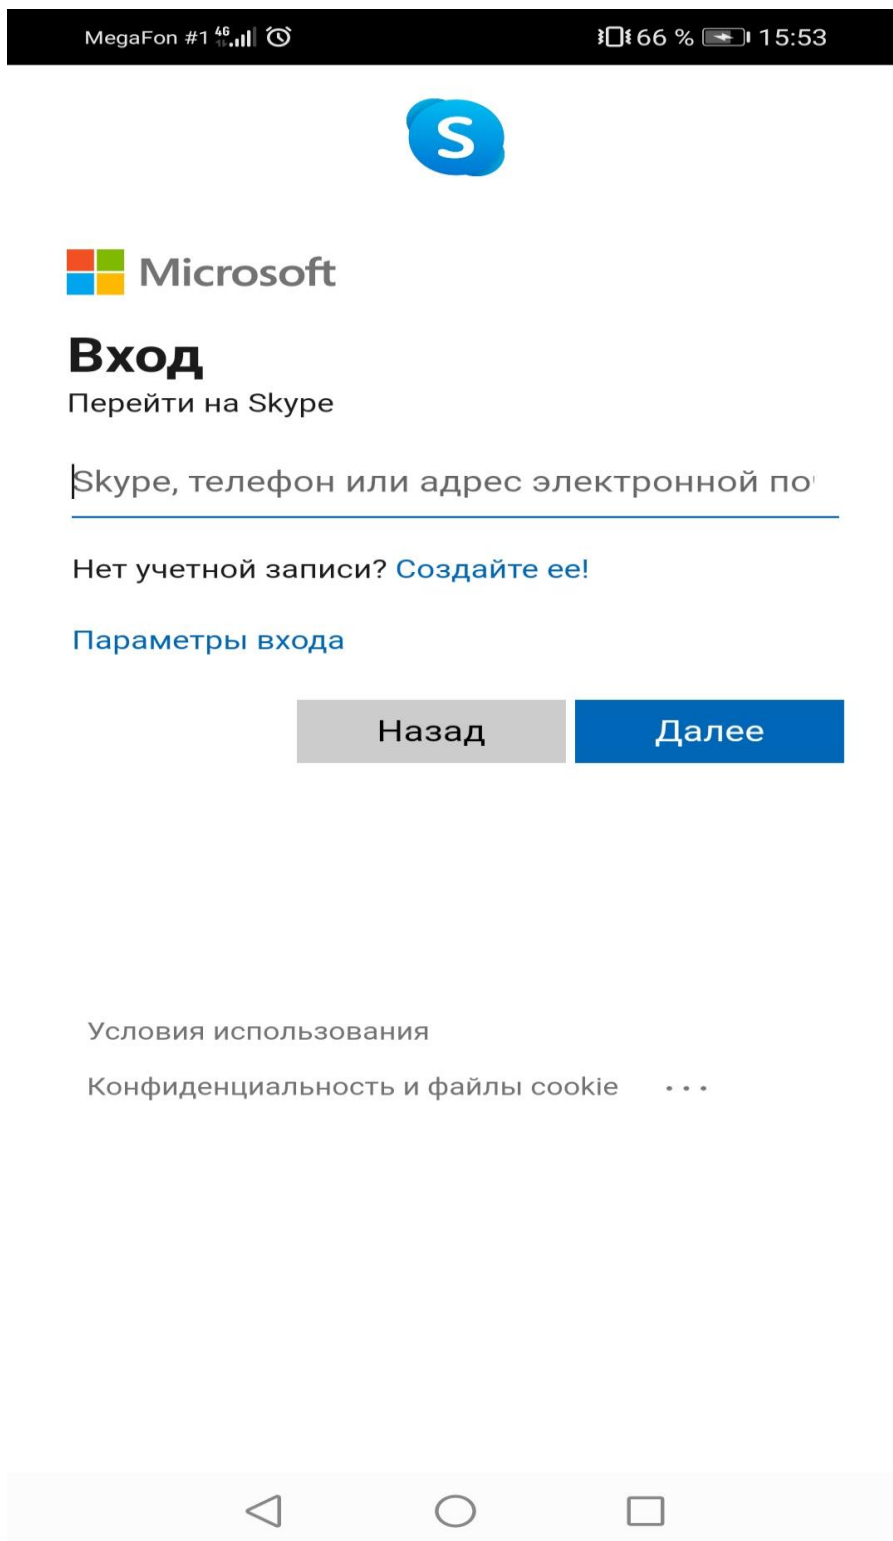 MegaFon #1 4G 66 % 15:53
S
Microsoft
Вход
Перейти на Skype
Skype, телефон или адрес электронной по
Нет учетной записи? Создайте ее!
Параметры входа
Назад Далее
Условия использования
Конфиденциальность и файлы cookie ...